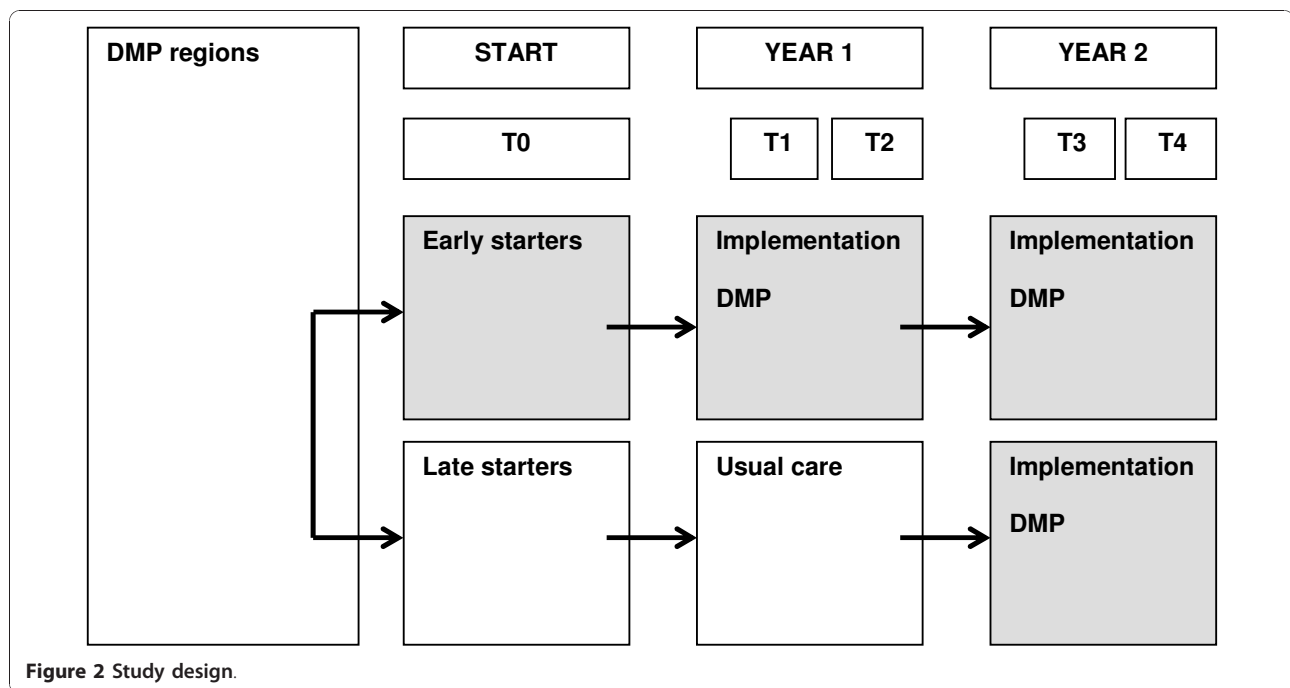 DMP regions
START
YEAR 1
YEAR 2
T0
T1
T2
T3
T4
Early starters
Implementation
DMP
Implementation
DMP
Late starters
Usual care
Implementation
DMP
Figure 2 Study design.